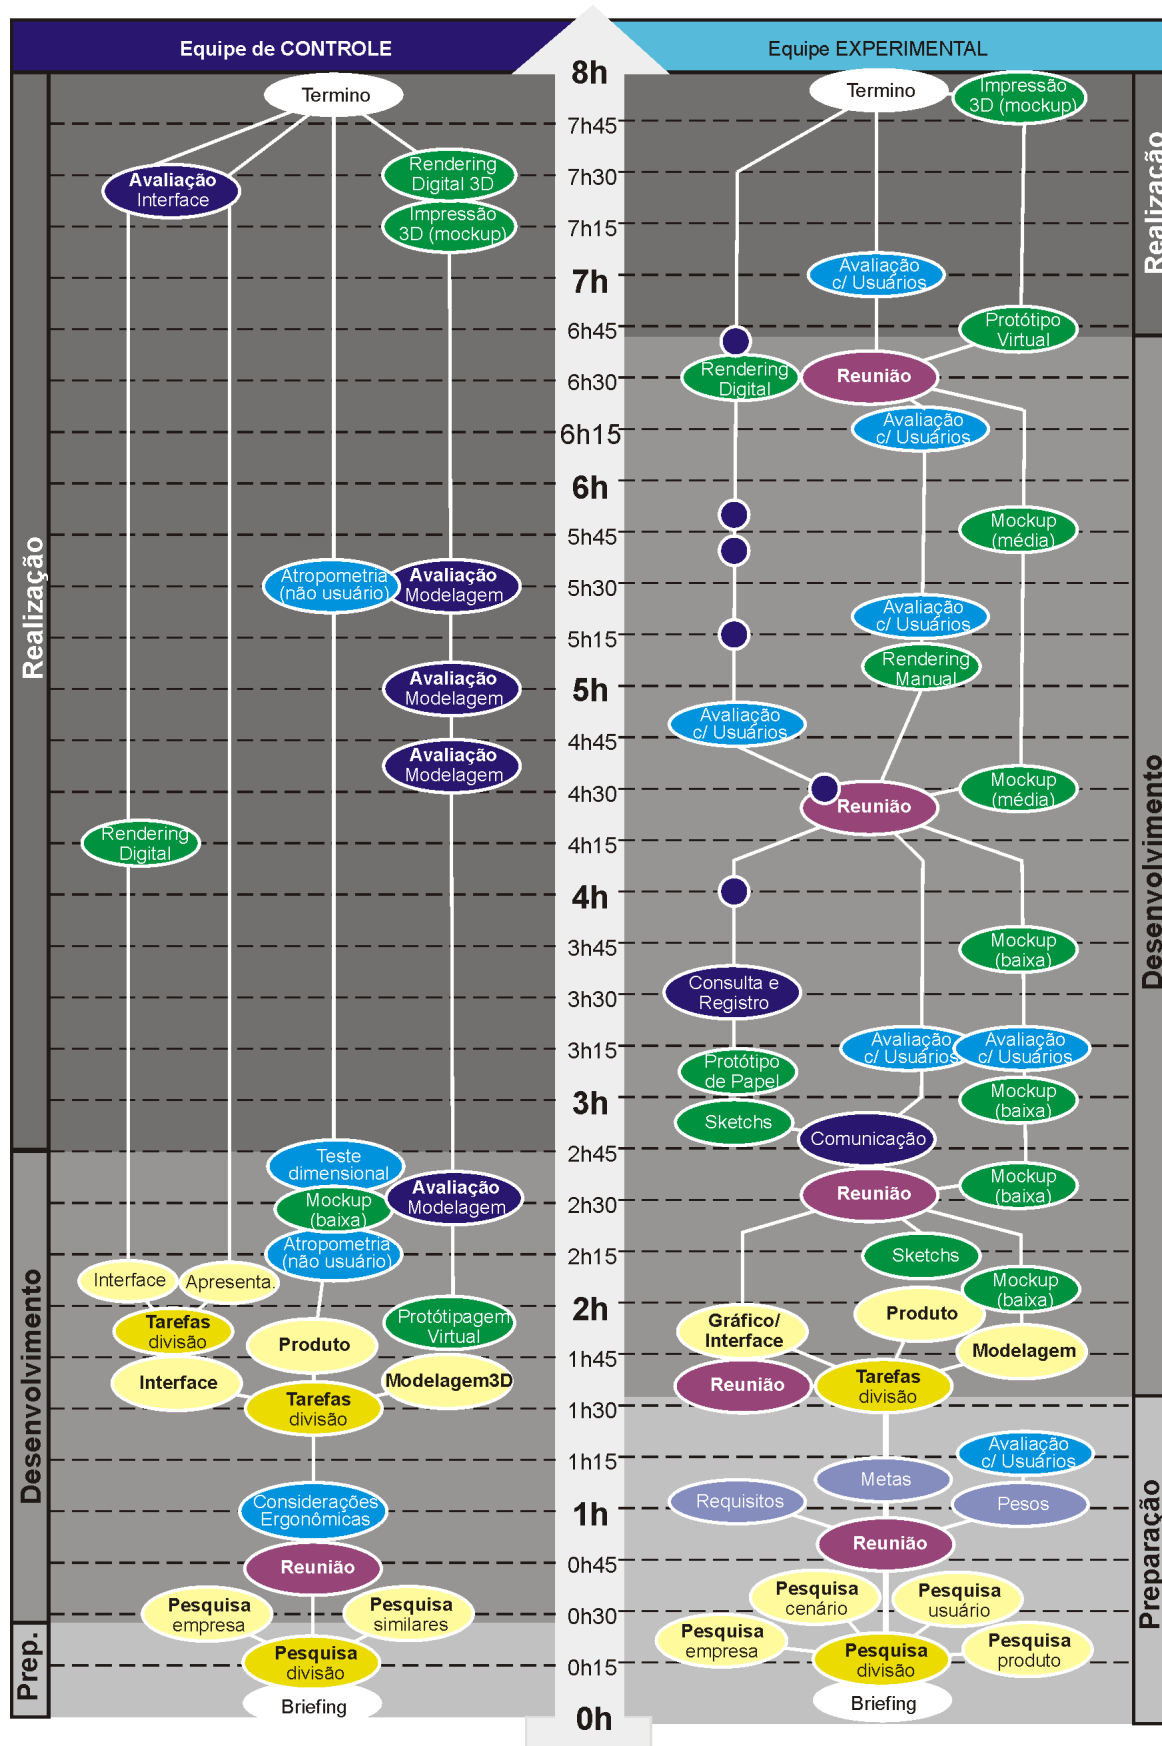 Equipe de CONTROLE
Equipe EXPERIMENTAL
8h
7h45
7h30
7h15
7h
6h45
6h30
6h15
6h
5h45
5h30
5h15
5h
4h45
4h30
4h15
4h
3h45
3h30
3h15
3h
2h45
2h30
2h15
2h
1h45
1h30
1h15
1h
0h45
0h30
0h15
0h
Realização
Desenvolvimento
Prep.
Termino
Avaliação
Interface
Rendering
Digital 3D
Impressão
3D (mockup)
Atropometria
(não usuário)
Avaliação
Modelagem
Avaliação
Modelagem
Avaliação
Modelagem
Rendering
Digital
Teste
dimensional
Mockup
(baixa)
Avaliação
Modelagem
Atropometria
(não usuário)
Interface
Apresenta.
Tarefas
divisão
Produto
Protótipagem
Virtual
Interface
Modelagem3D
Tarefas
divisão
Considerações
Ergonômicas
Reunião
Pesquisa
empresa
Pesquisa
similares
Pesquisa
divisão
Briefing
Termino
Impressão
3D (mockup)
Avaliação
c/ Usuários
Protótipo
Virtual
Rendering
Digital
Reunião
Avaliação
c/ Usuários
Mockup
(média)
Avaliação
c/ Usuários
Rendering
Manual
Avaliação
c/ Usuários
Mockup
(média)
Reunião
Mockup
(baixa)
Consulta e
Registro
Avaliação
c/ Usuários
Avaliação
c/ Usuários
Protótipo
de Papel
Mockup
(baixa)
Sketchs
Comunicação
Mockup
(baixa)
Reunião
Sketchs
Mockup
(baixa)
Produto
Gráfico/
Interface
Modelagem
Reunião
Tarefas
divisão
Avaliação
c/ Usuários
Metas
Requisitos
Pesos
Reunião
Pesquisa
cenário
Pesquisa
usuário
Pesquisa
empresa
Pesquisa
divisão
Pesquisa
produto
Briefing
Realização
Desenvolvimento
Preparação